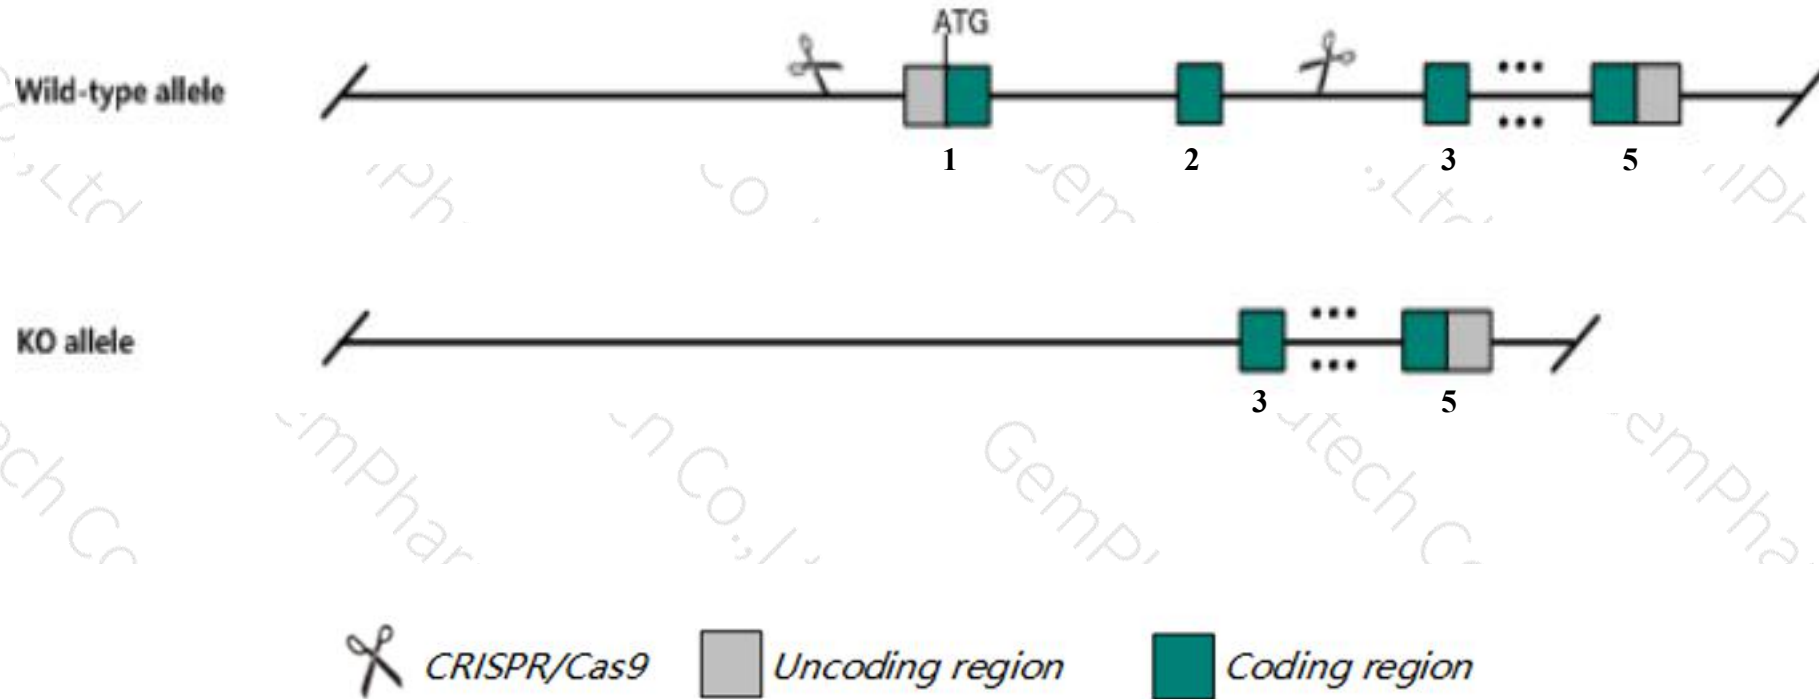 ATG
Wild-type allele
1 2 3 5
KO allele
3 5
CRISPR/Cas9 Uncoding region Coding region